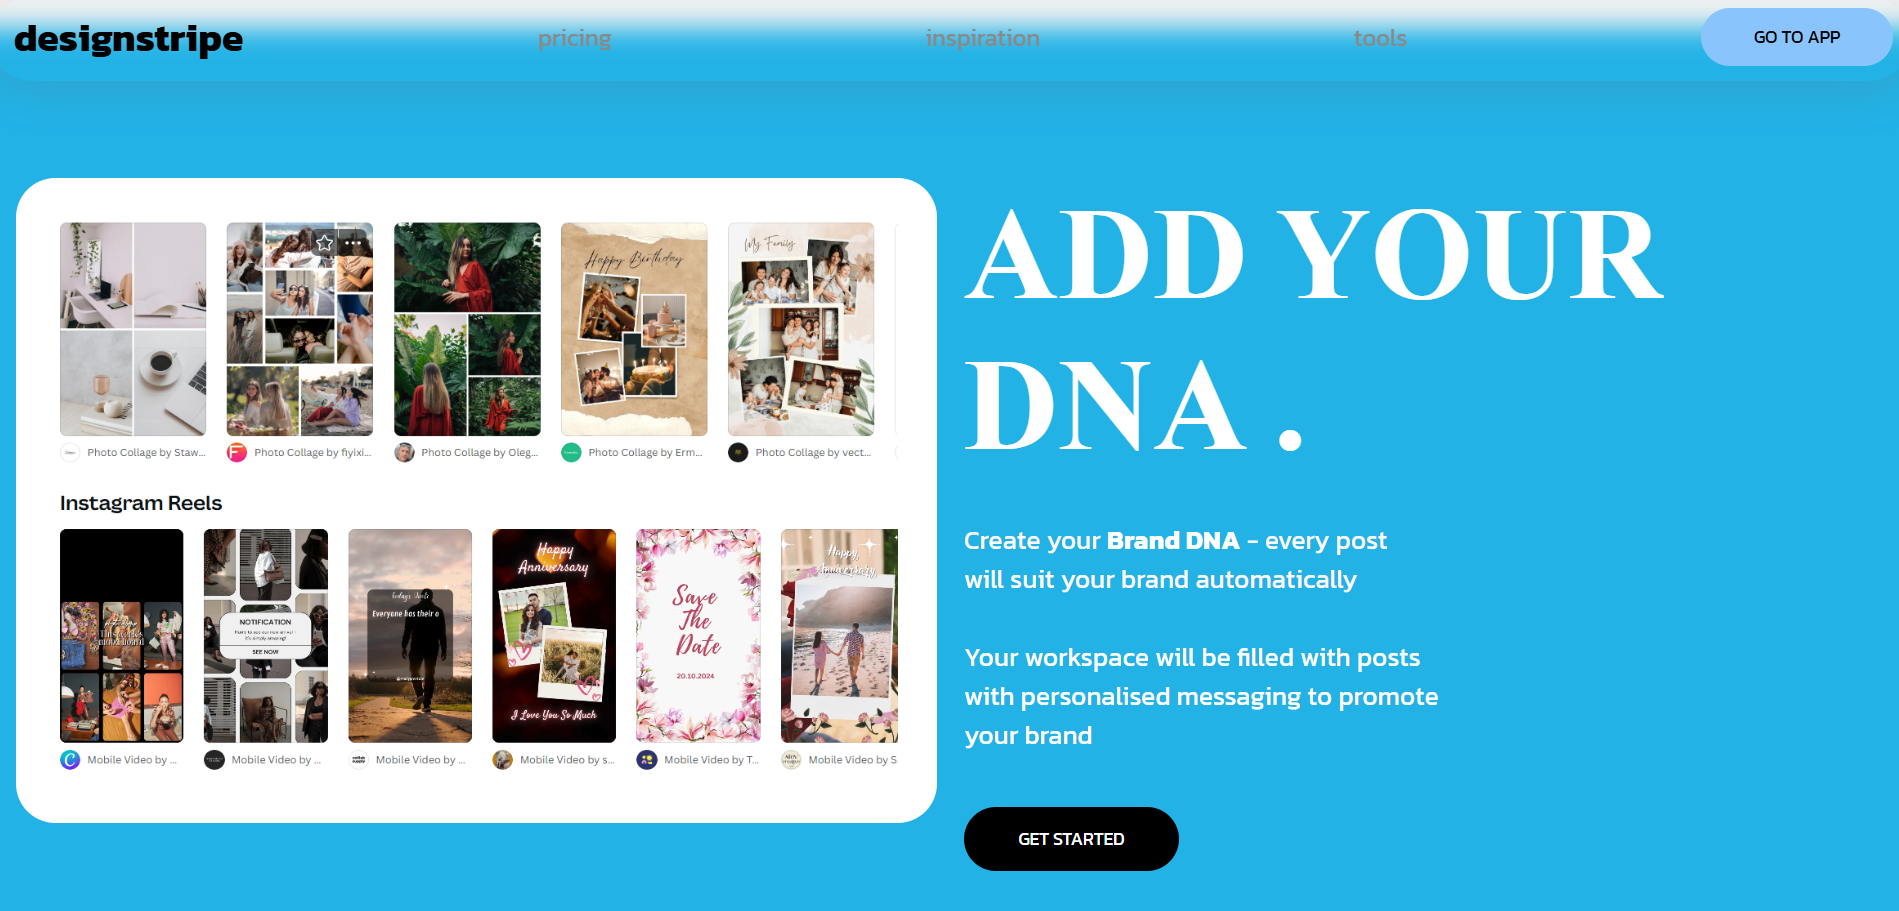 designstripe
pricing
inspiration
tools
GO TO APP
My Family
Happy Birthday
Photo Collage by Staw...
Photo Collage by fiyixi...
Photo Collage by Oleg...
Photo Collage by Erm...
Photo Collage by vect...
Instagram Reels
NOTIFICATION
SEE NOW
Everyone has their o
Happy
Anniversary
I Love You So Much
Save
The
Date
20.10.2024
Happy
Anniversary
Mobile Video by ...
Mobile Video by ...
Mobile Video by ...
Mobile Video by s...
Mobile Video by T...
Mobile Video by S
ADD YOUR
DNA .
Create your Brand DNA - every post
will suit your brand automatically
Your workspace will be filled with posts
with personalised messaging to promote
your brand
GET STARTED